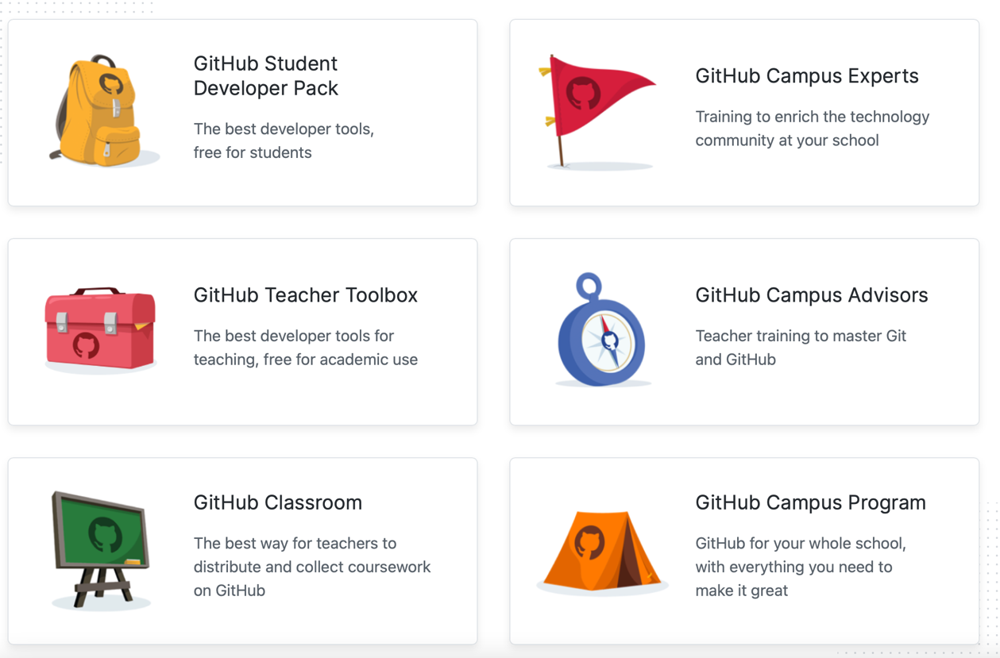 GitHub Student
Developer Pack
The best developer tools,
free for students
GitHub Campus Experts
Training to enrich the technology
community at your school
GitHub Teacher Toolbox
The best developer tools for
teaching, free for academic use
GitHub Campus Advisors
Teacher training to master Git
and GitHub
GitHub Classroom
The best way for teachers to
distribute and collect coursework
on GitHub
GitHub Campus Program
GitHub for your whole school,
with everything you need to
make it great